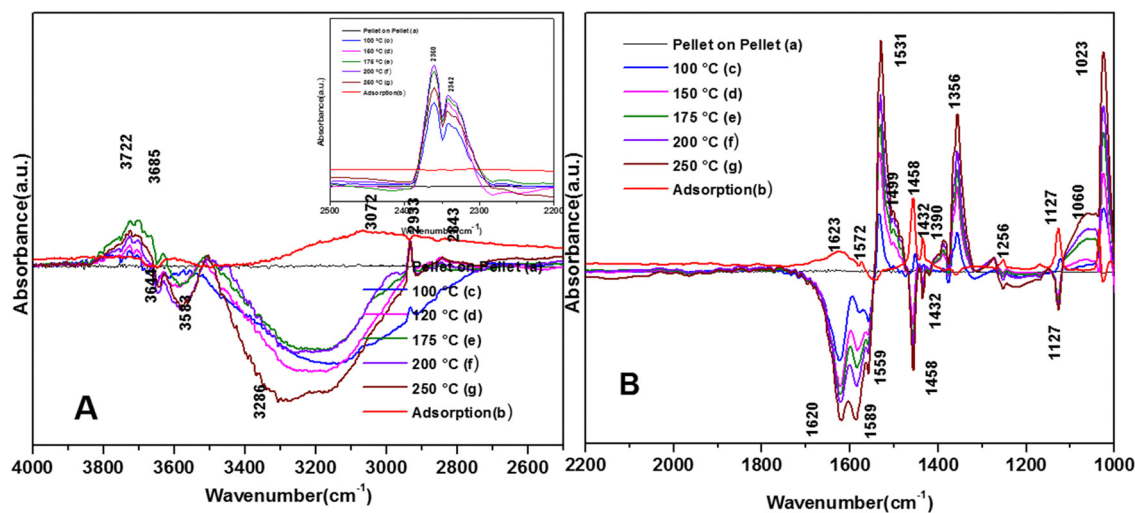 Pellet on Pellet (a)
100 °C (c)
150 °C (d)
175 °C (e)
200 °C (f)
250 °C (g)
Adsorption(b)
2360
2342
Absorbance(a.u.)
2500
2400
2300
2200
Wavenumber(cm-1)
3722
3685
3072
2933
2843
3644
3583
3286
Pellet on Pellet (a)
100 °C (c)
120 °C (d)
175 °C (e)
200 °C (f)
250 °C (g)
Adsorption(b)
A
Absorbance(a.u.)
4000
3800
3600
3400
3200
3000
2800
2600
Wavenumber(cm-1)
Pellet on Pellet (a)
100 °C (c)
150 °C (d)
175 °C (e)
200 °C (f)
250 °C (g)
Adsorption(b)
1531
1023
1356
1499
1458
1432
1390
1127
1060
1623
1572
1256
1432
1127
1559
1458
1620
1589
B
Absorbance(a.u.)
2200
2000
1800
1600
1400
1200
1000
Wavenumber(cm-1)